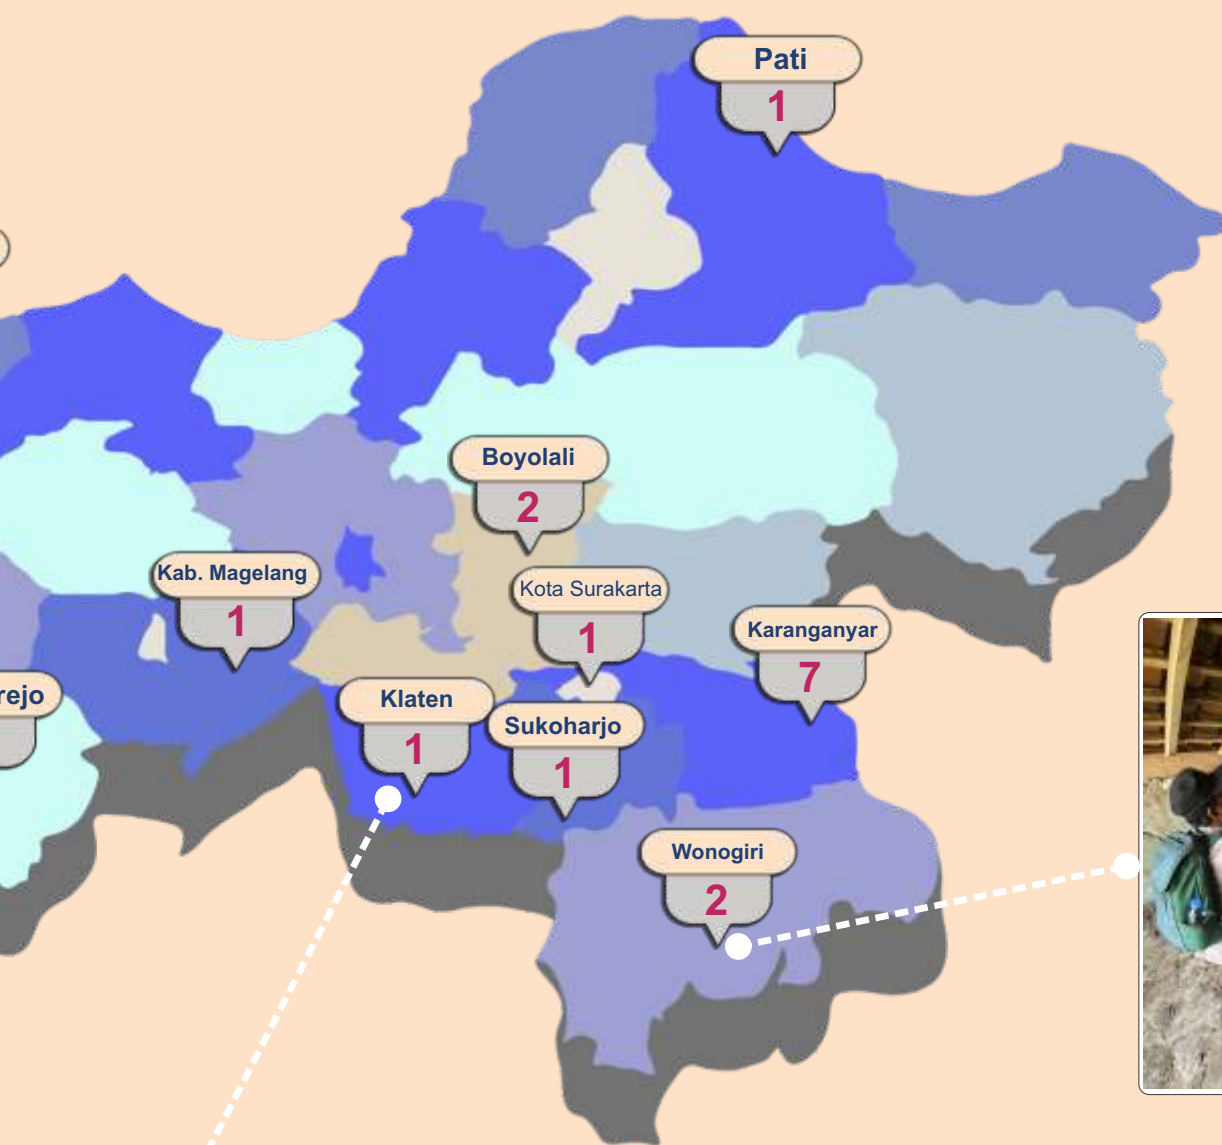 Pati
1
Boyolali
2
Kab. Magelang
1
Kota Surakarta
1
Karanganyar
7
rejo
Klaten
1
Sukoharjo
1
Wonogiri
2